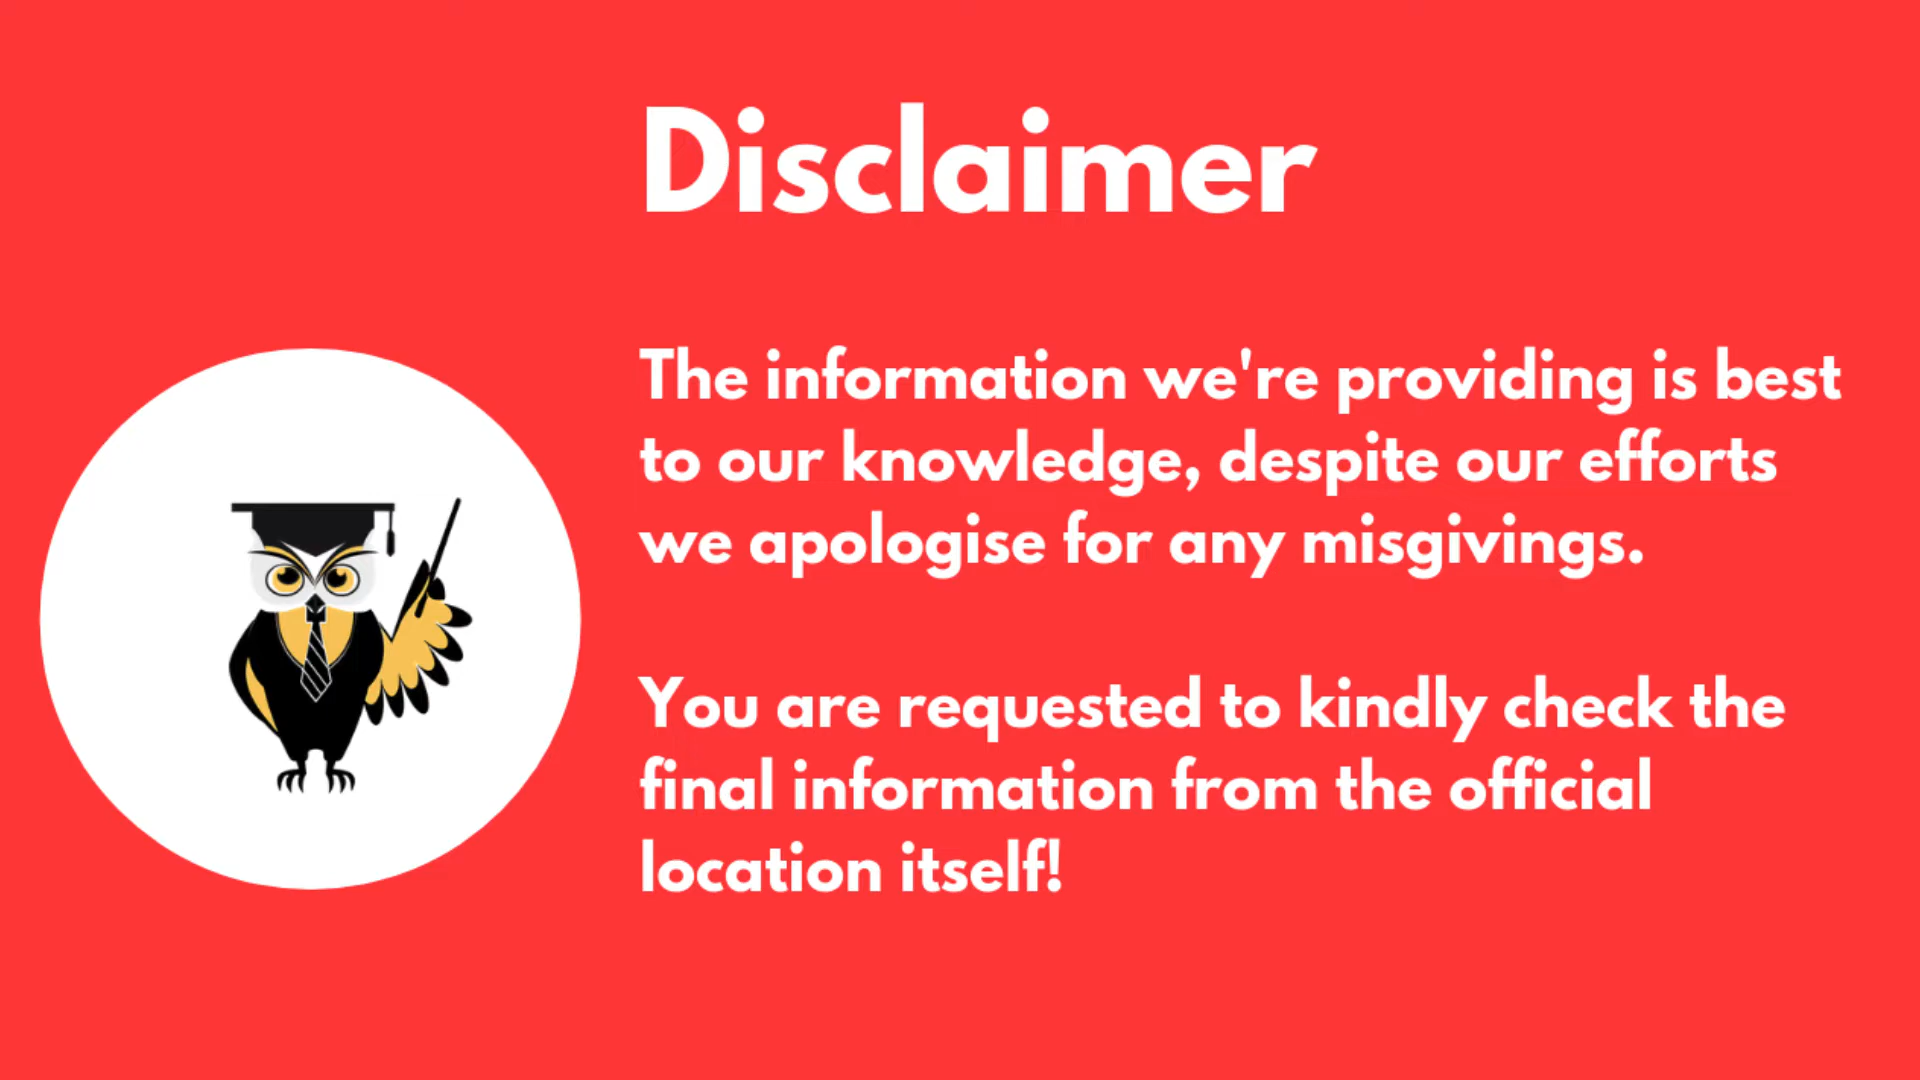 Disclaimer
The information we're providing is best
to our knowledge, despite our efforts
we apologise for any misgivings.
You are requested to kindly check the
final information from the official
location itself!